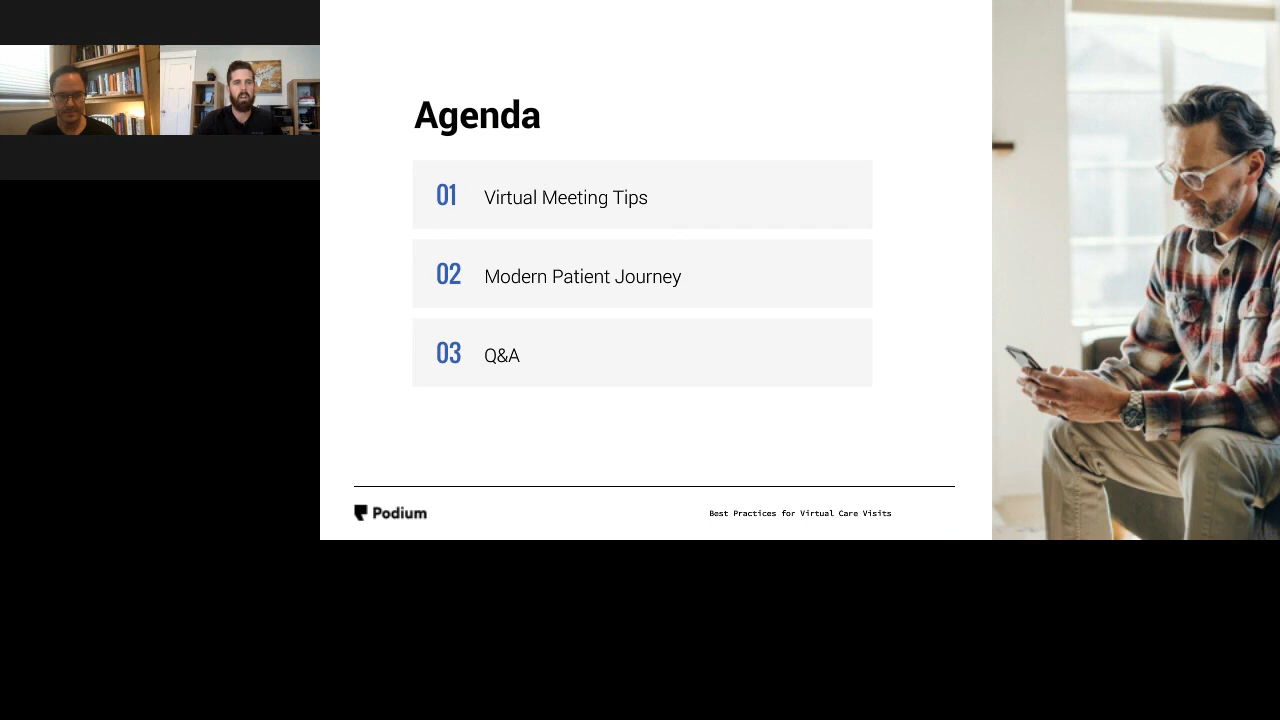 Agenda
01 Virtual Meeting Tips
02 Modern Patient Journey
03 Q&A
Podium
Best Practices for Virtual Care Visits